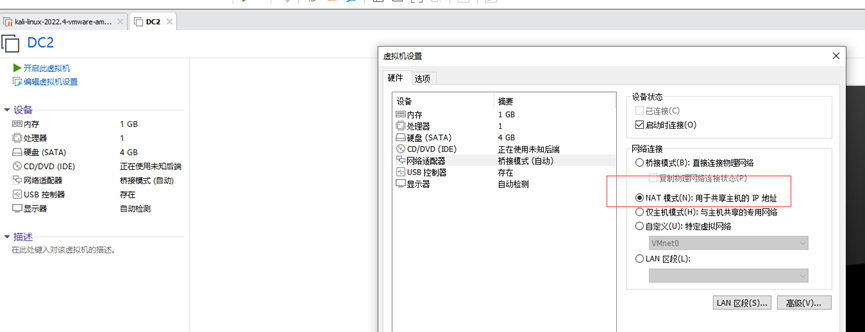 kali-linux-2022.4-vmware-am...
DC2
DC2
开启此虚拟机
编辑虚拟机设置
设备
内存 1 GB
处理器 1
硬盘 (SATA) 4 GB
CD/DVD (IDE) 正在使用未知后端
网络适配器 桥接模式 (自动)
USB 控制器 存在
显示器 自动检测
描述
在此处键入对该虚拟机的描述。
虚拟机设置
硬件 选项
设备 摘要
内存 1 GB
处理器 1
硬盘 (SATA) 4 GB
CD/DVD (IDE) 正在使用未知后端
网络适配器 桥接模式 (自动)
USB 控制器 存在
显示器 自动检测
设备状态
已连接(C)
启动时连接(O)
网络连接
桥接模式(B): 直接连接物理网络
复制物理网络连接状态(P)
NAT 模式(N): 用于共享主机的 IP 地址
仅主机模式(H): 与主机共享的专用网络
自定义(U): 特定虚拟网络
VMnet0
LAN 区段(L):
LAN 区段(S)... 高级(V)...